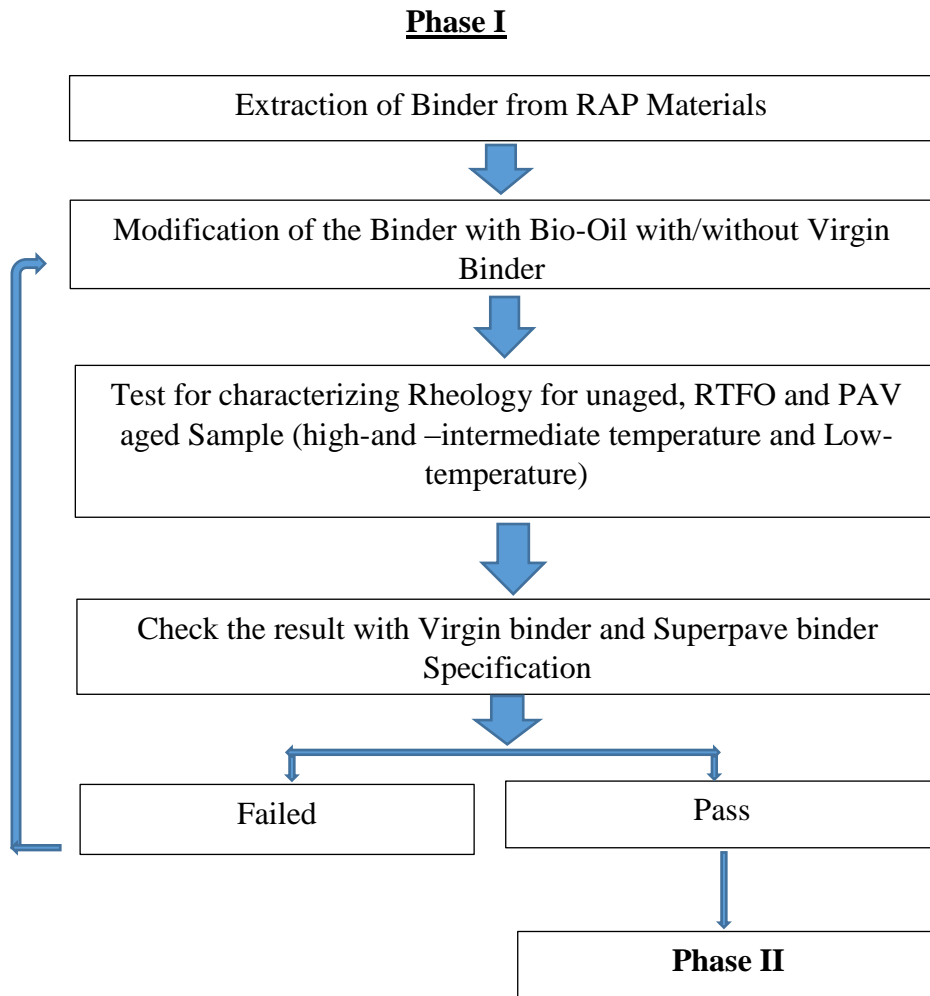 Phase I
Extraction of Binder from RAP Materials
Modification of the Binder with Bio-Oil with/without Virgin
Binder
Test for characterizing Rheology for unaged, RTFO and PAV
aged Sample (high-and –intermediate temperature and Low-
temperature)
Check the result with Virgin binder and Superpave binder
Specification
Failed
Pass
Phase II